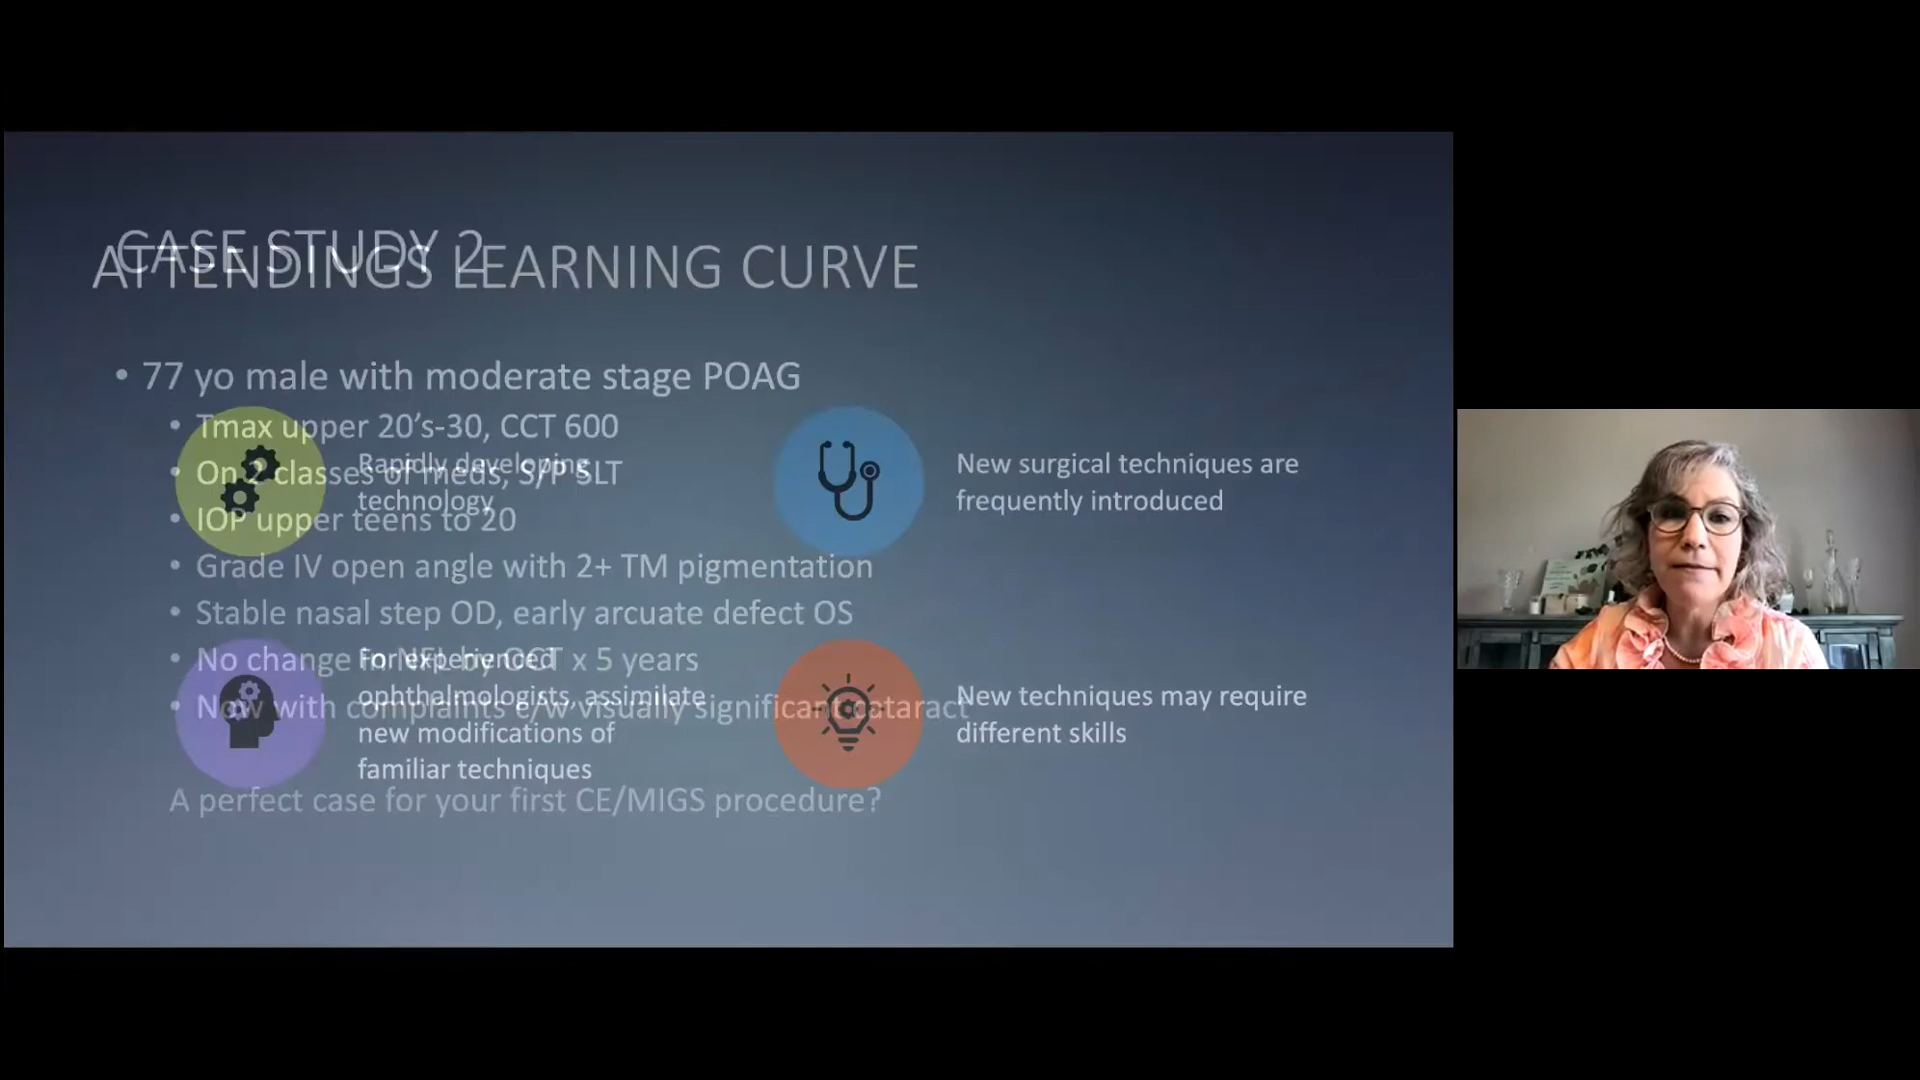 CASE STUDY 2
ATTENDINGS LEARNING CURVE
• 77 yo male with moderate stage POAG
• Tmax upper 20's-30, CCT 600
• On 2 classes of meds, S/P SLT
• IOP upper teens to 20
• Grade IV open angle with 2+ TM pigmentation
• Stable nasal step OD, early arcuate defect OS
• No change in NFL by OCT x 5 years
• Now with complaints c/w visually significant cataract
A perfect case for your first CE/MIGS procedure?
Rapidly developing
technology
New surgical techniques are
frequently introduced
For experienced
ophthalmologists, assimilate
new modifications of
familiar techniques
New techniques may require
different skills